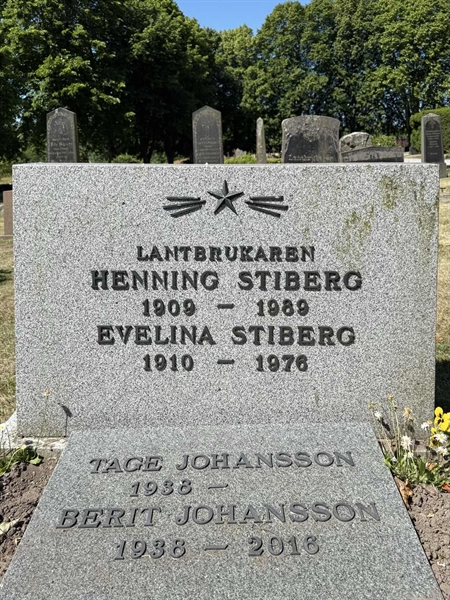 LANTBRUKAREN
HENNING STIBERG
1909 – 1989
EVELINA STIBERG
1910 – 1976
TAGE JOHANSSON
1938 –
BERIT JOHANSSON
1938 – 2016